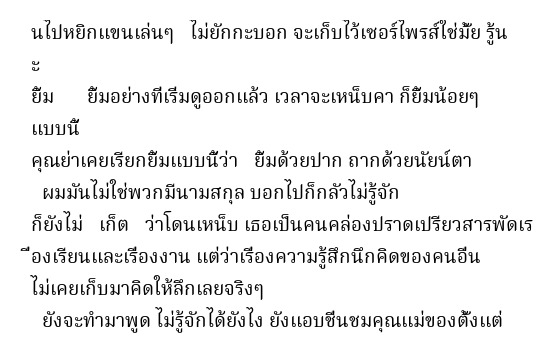 นไปหยิกแขนเล่นๆ ไม่ยักกะบอก จะเก็บไว้เซอร์ไพรส์ใช่มั้ย รู้น
ะ
ยิ้ม ยิ้มอย่างที่เริ่มดูออกแล้ว เวลาจะเหน็บคา ก็ยิ้มน้อยๆ
แบบนี้
คุณย่าเคยเรียกยิ้มแบบนี้ว่า ยิ้มด้วยปาก ถากด้วยนัยน์ตา
ผมมันไม่ใช่พวกมีนามสกุล บอกไปก็กลัวไม่รู้จัก
ก็ยังไม่ เก็ต ว่าโดนเหน็บ เธอเป็นคนคล่องปราดเปรียวสารพัดเร
ื่องเรียนและเรื่องงาน แต่ว่าเรื่องความรู้สึกนึกคิดของคนอื่น
ไม่เคยเก็บมาคิดให้ลึกเลยจริงๆ
ยังจะทำมาพูด ไม่รู้จักได้ยังไง ยังแอบชื่นชมคุณแม่ของตั้งแต่